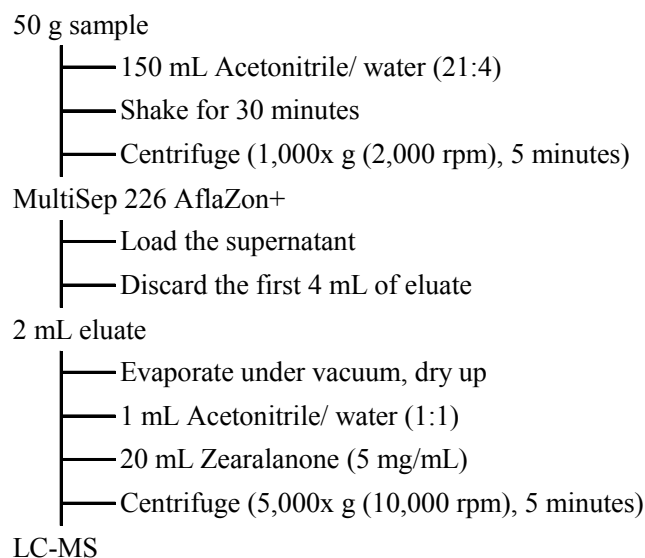 50 g sample
150 mL Acetonitrile/ water (21:4)
Shake for 30 minutes
Centrifuge (1,000x g (2,000 rpm), 5 minutes)
MultiSep 226 AflaZon+
Load the supernatant
Discard the first 4 mL of eluate
2 mL eluate
Evaporate under vacuum, dry up
1 mL Acetonitrile/ water (1:1)
20 mL Zearalanone (5 mg/mL)
Centrifuge (5,000x g (10,000 rpm), 5 minutes)
LC-MS